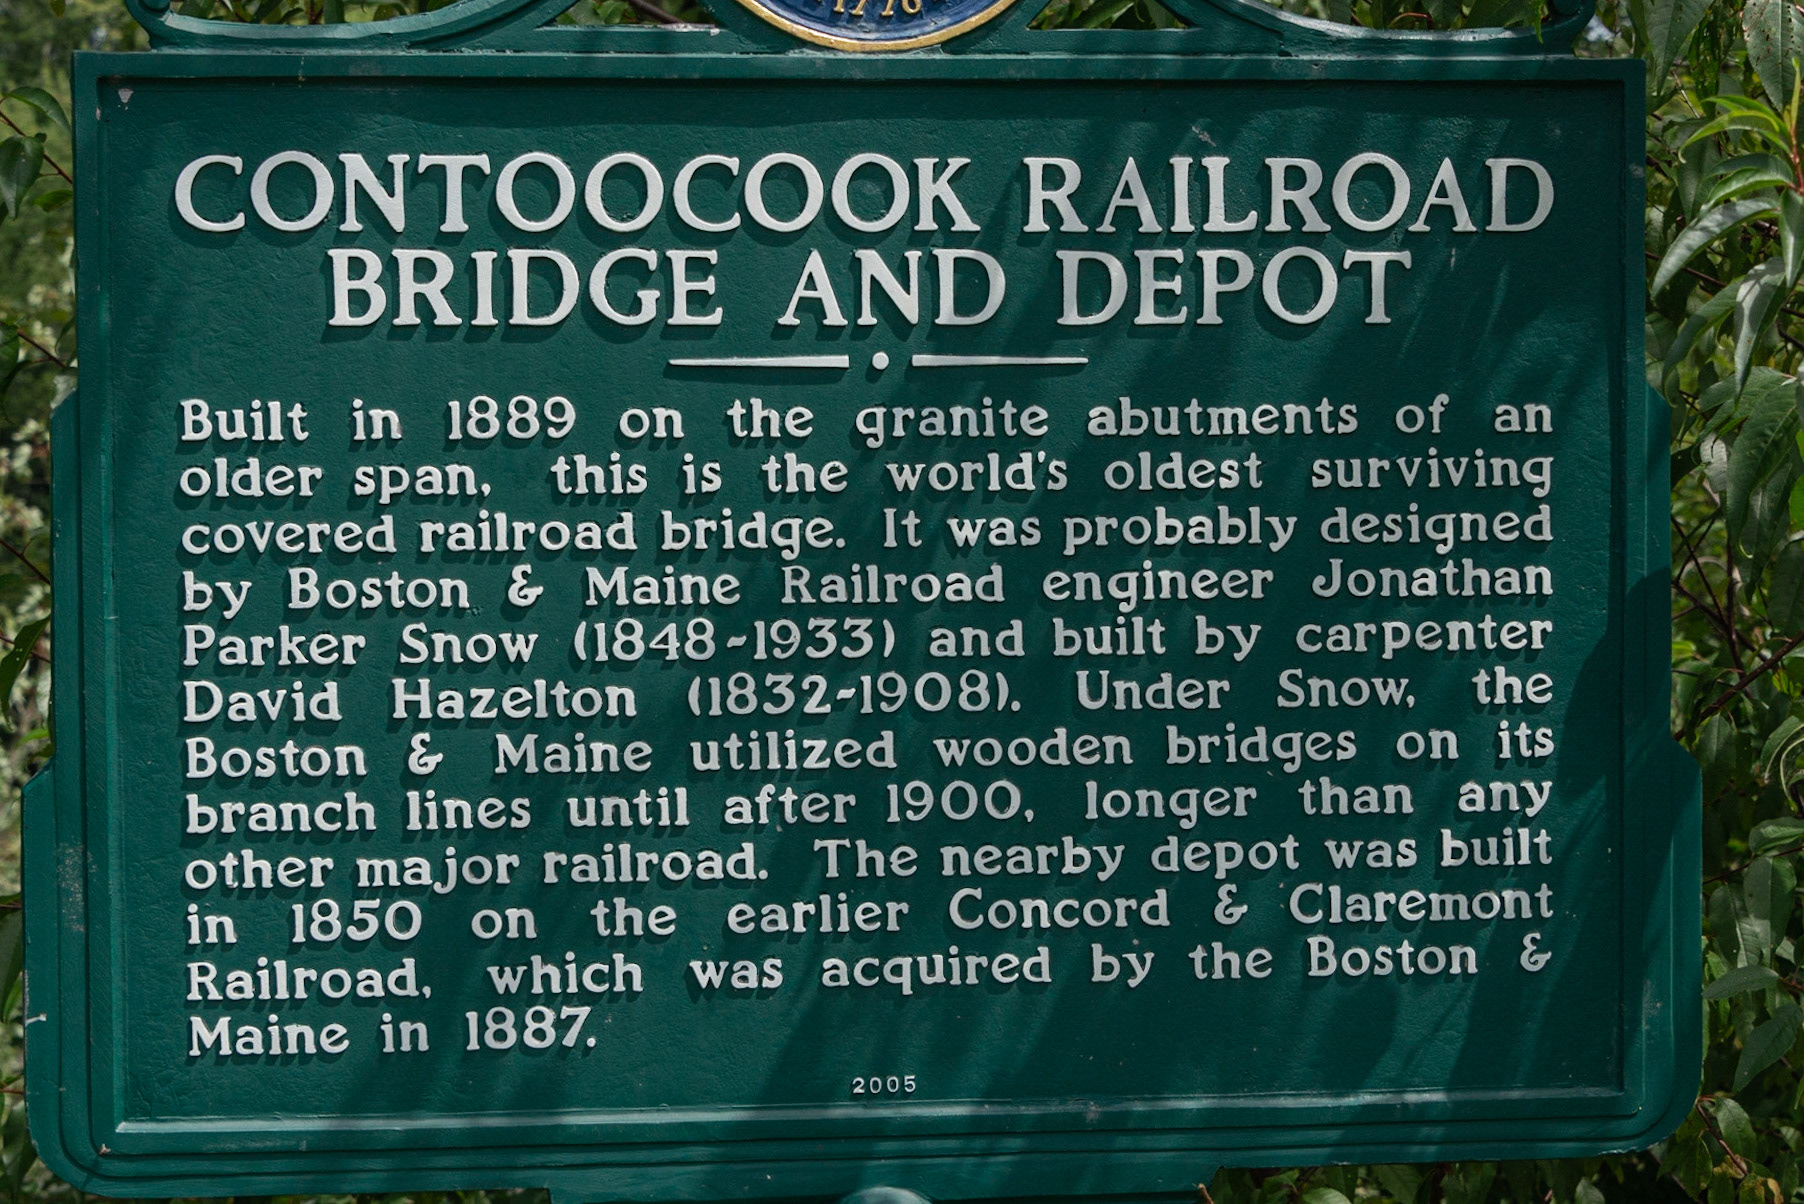 1776
CONTOOCOOK RAILROAD
BRIDGE AND DEPOT
Built in 1889 on the granite abutments of an
older span, this is the world's oldest surviving
covered railroad bridge. It was probably designed
by Boston & Maine Railroad engineer Jonathan
Parker Snow (1848-1933) and built by carpenter
David Hazelton (1832-1908). Under Snow, the
Boston & Maine utilized wooden bridges on its
branch lines until after 1900, longer than any
other major railroad. The nearby depot was built
in 1850 on the earlier Concord & Claremont
Railroad, which was acquired by the Boston &
Maine in 1887.
2005